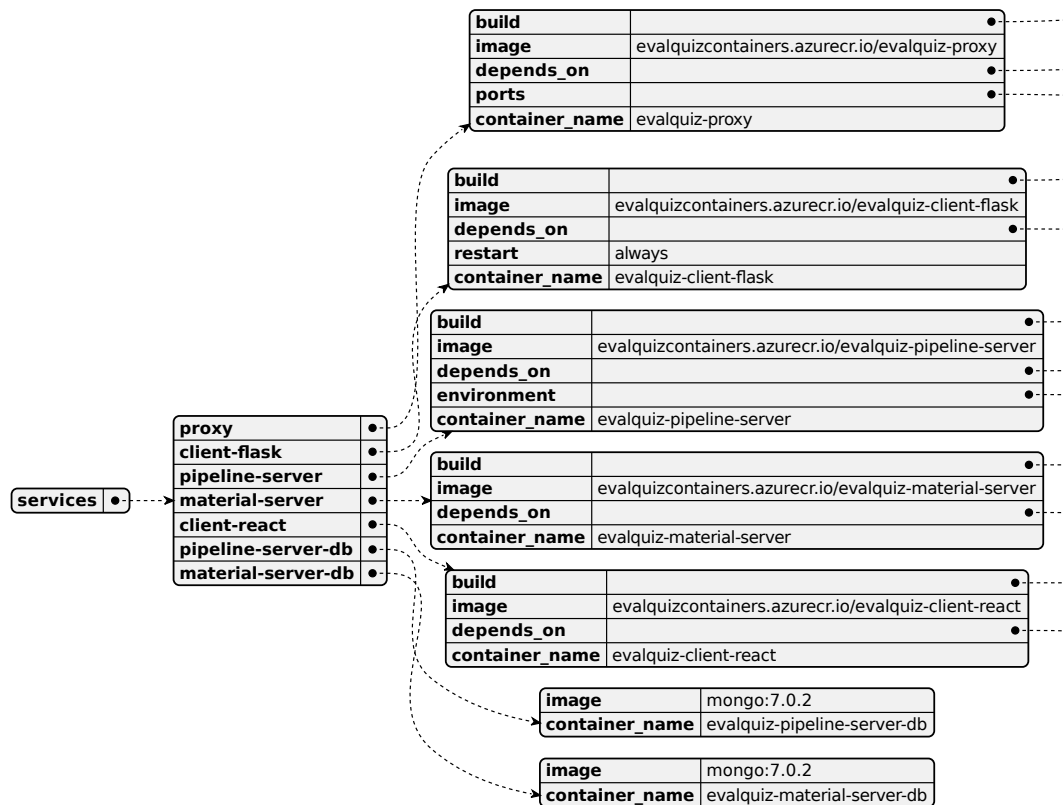 services
proxy
client-flask
pipeline-server
material-server
client-react
pipeline-server-db
material-server-db
build
image evalquizcontainers.azurecr.io/evalquiz-proxy
depends_on
ports
container_name evalquiz-proxy
build
image evalquizcontainers.azurecr.io/evalquiz-client-flask
depends_on
restart always
container_name evalquiz-client-flask
build
image evalquizcontainers.azurecr.io/evalquiz-pipeline-server
depends_on
environment
container_name evalquiz-pipeline-server
build
image evalquizcontainers.azurecr.io/evalquiz-material-server
depends_on
container_name evalquiz-material-server
build
image evalquizcontainers.azurecr.io/evalquiz-client-react
depends_on
container_name evalquiz-client-react
image mongo:7.0.2
container_name evalquiz-pipeline-server-db
image mongo:7.0.2
container_name evalquiz-material-server-db